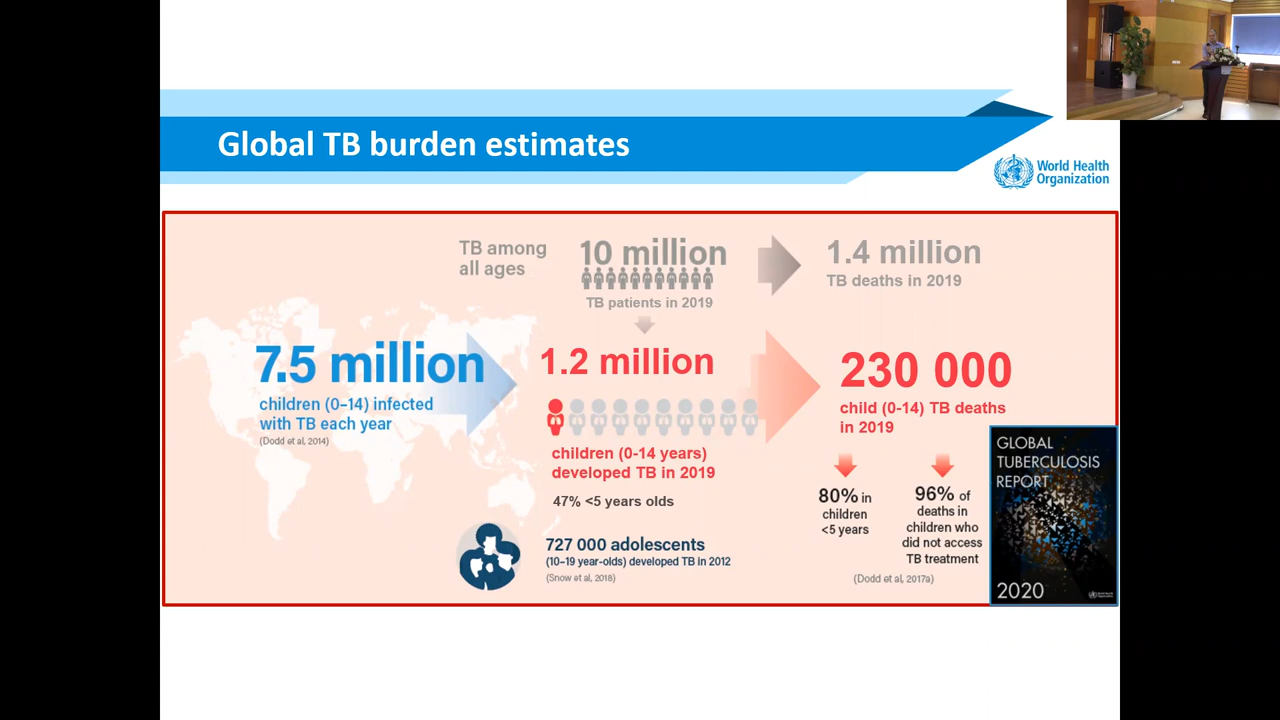 Global TB burden estimates
World Health
Organization
TB among
all ages
10 million
TB patients in 2019
1.4 million
TB deaths in 2019
7.5 million
children (0–14) infected
with TB each year
(Dodd et al, 2014)
1.2 million
children (0-14 years)
developed TB in 2019
47% <5 years olds
727 000 adolescents
(10–19 year-olds) developed TB in 2012
(Snow et al, 2018)
230 000
child (0-14) TB deaths
in 2019
80% in
children
<5 years
96% of
deaths in
children who
did not access
TB treatment
(Dodd et al, 2017a)
GLOBAL
TUBERCULOSIS
REPORT
2020